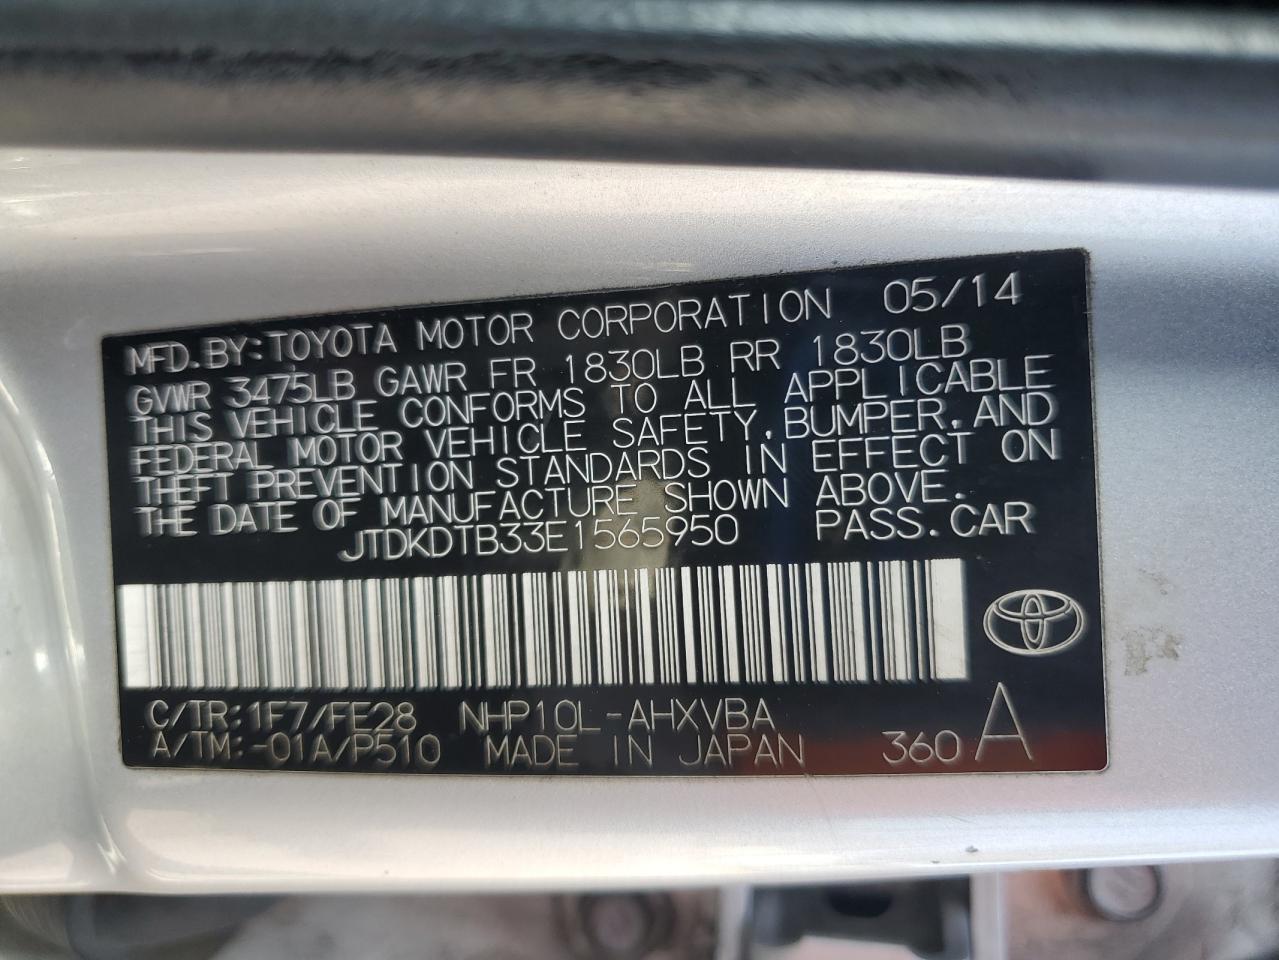 MFD.BY:TOYOTA MOTOR CORPORATION 05/14
GVWR 3475LB GAWR FR 1830LB RR 1830LB
THIS VEHICLE CONFORMS TO ALL APPLICABLE
FEDERAL MOTOR VEHICLE SAFETY,BUMPER,AND
THEFT PREVENTION STANDARDS IN EFFECT ON
THE DATE OF MANUFACTURE SHOWN ABOVE.
JTDKDTB33E1565950 PASS.CAR
C/TR:1F7/FE28 NHP10L-AHXVBA
A/TM:-01A/P510 MADE IN JAPAN 360 A